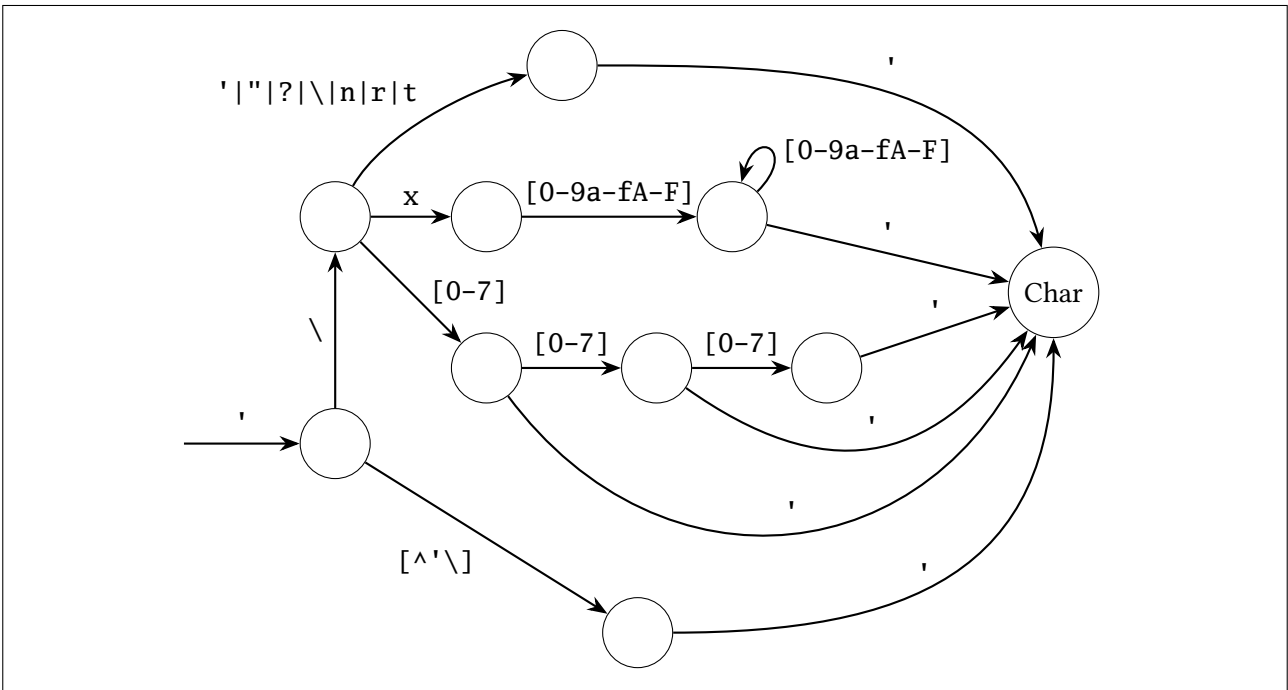 '
'|"|?|\|n|r|t
[0-9a-fA-F]
x
[0-9a-fA-F]
'
[0-7]
Char
'
\
[0-7]
[0-7]
'
'
'
[^'\]
'